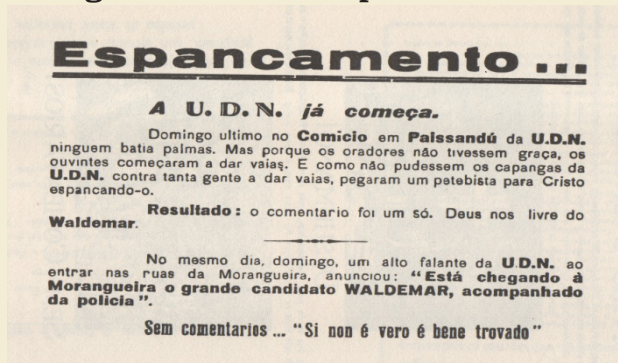 Espancamento ...
A U. D. N. já começa.
Domingo ultimo no Comicio em Paissandú da U.D.N.
ninguem batia palmas. Mas porque os oradores não tivessem graça, os
ouvintes começaram a dar vaias. E como não pudessem os capangas da
U.D.N. contra tanta gente a dar vaias, pegaram um petebista para Cristo
espancando-o.
Resultado: o comentario foi um só. Deus nos livre do
Waldemar.
No mesmo dia, domingo, um alto falante da U.D.N. ao
entrar nas ruas da Morangueira, anunciou: “Está chegando à
Morangueira o grande candidato WALDEMAR, acompanhado
da policia”.
Sem comentarios ... “Si non é vero é bene trovado”